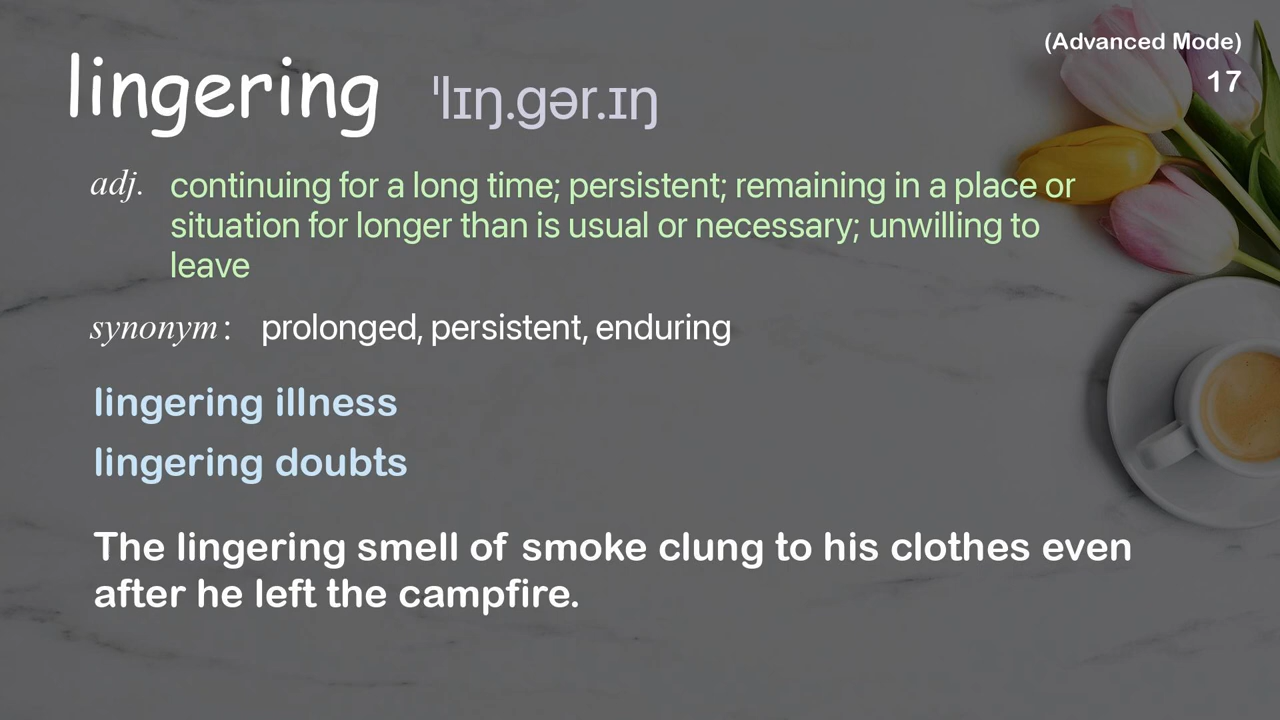 (Advanced Mode)
17
lingering ˈlɪŋ.gər.ɪŋ
adj. continuing for a long time; persistent; remaining in a place or
situation for longer than is usual or necessary; unwilling to
leave
synonym: prolonged, persistent, enduring
lingering illness
lingering doubts
The lingering smell of smoke clung to his clothes even
after he left the campfire.